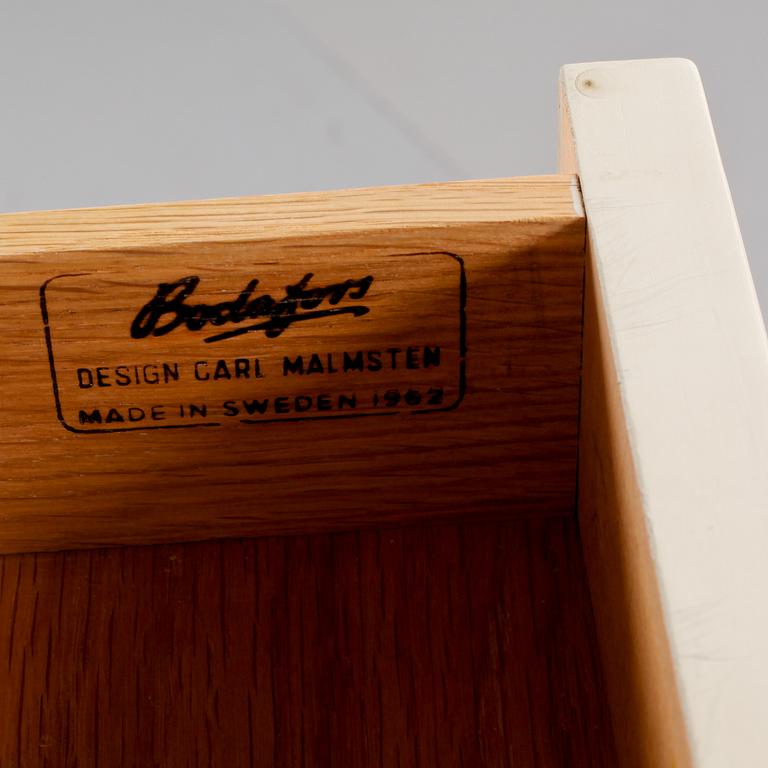 Bodafors
DESIGN CARL MALMSTEN
MADE IN SWEDEN 1962